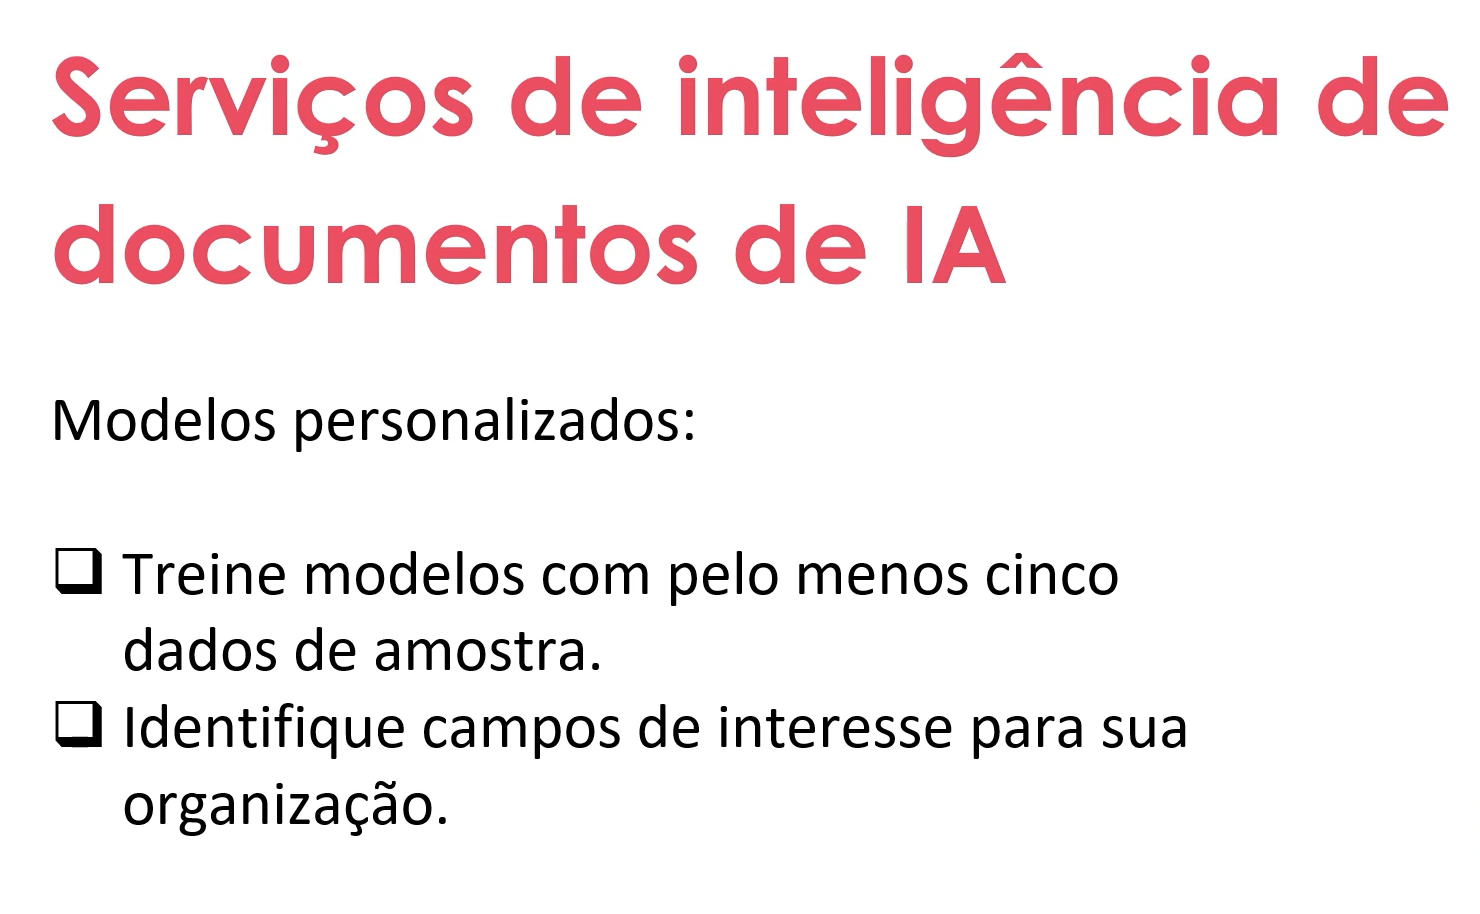 Serviços de inteligência de
documentos de IA
Modelos personalizados:
❑ Treine modelos com pelo menos cinco
dados de amostra.
❑ Identifique campos de interesse para sua
organização.